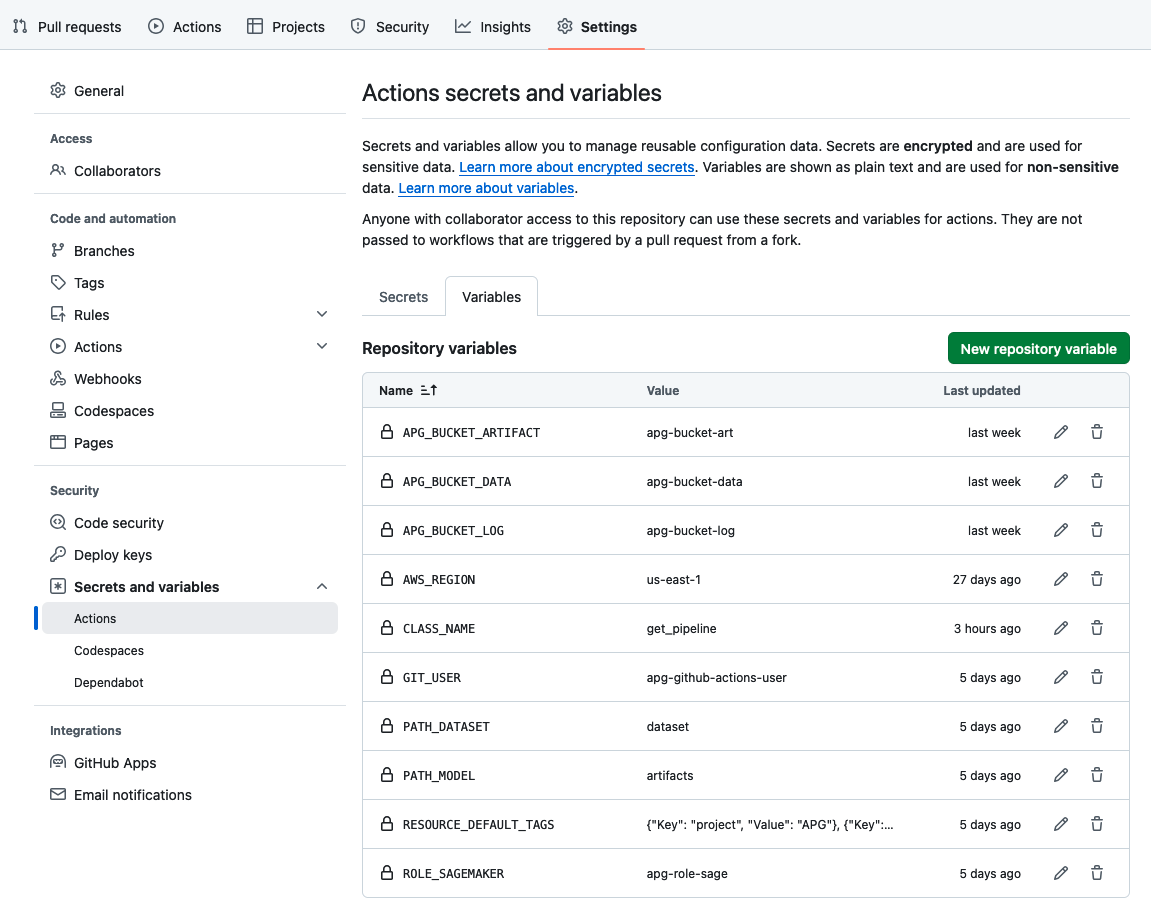 Pull requests Actions Projects Security Insights Settings
General
Access
Collaborators
Code and automation
Branches
Tags
Rules
Actions
Webhooks
Codespaces
Pages
Security
Code security
Deploy keys
Secrets and variables
Actions
Codespaces
Dependabot
Integrations
GitHub Apps
Email notifications
Actions secrets and variables
Secrets and variables allow you to manage reusable configuration data. Secrets are encrypted and are used for
sensitive data. Learn more about encrypted secrets. Variables are shown as plain text and are used for non-sensitive
data. Learn more about variables.
Anyone with collaborator access to this repository can use these secrets and variables for actions. They are not
passed to workflows that are triggered by a pull request from a fork.
Secrets Variables
Repository variables New repository variable
Name Value Last updated
APG_BUCKET_ARTIFACT apg-bucket-art last week
APG_BUCKET_DATA apg-bucket-data last week
APG_BUCKET_LOG apg-bucket-log last week
AWS_REGION us-east-1 27 days ago
CLASS_NAME get_pipeline 3 hours ago
GIT_USER apg-github-actions-user 5 days ago
PATH_DATASET dataset 5 days ago
PATH_MODEL artifacts 5 days ago
RESOURCE_DEFAULT_TAGS {"Key": "project", "Value": "APG"}, {"Key":... 5 days ago
ROLE_SAGEMAKER apg-role-sage 5 days ago